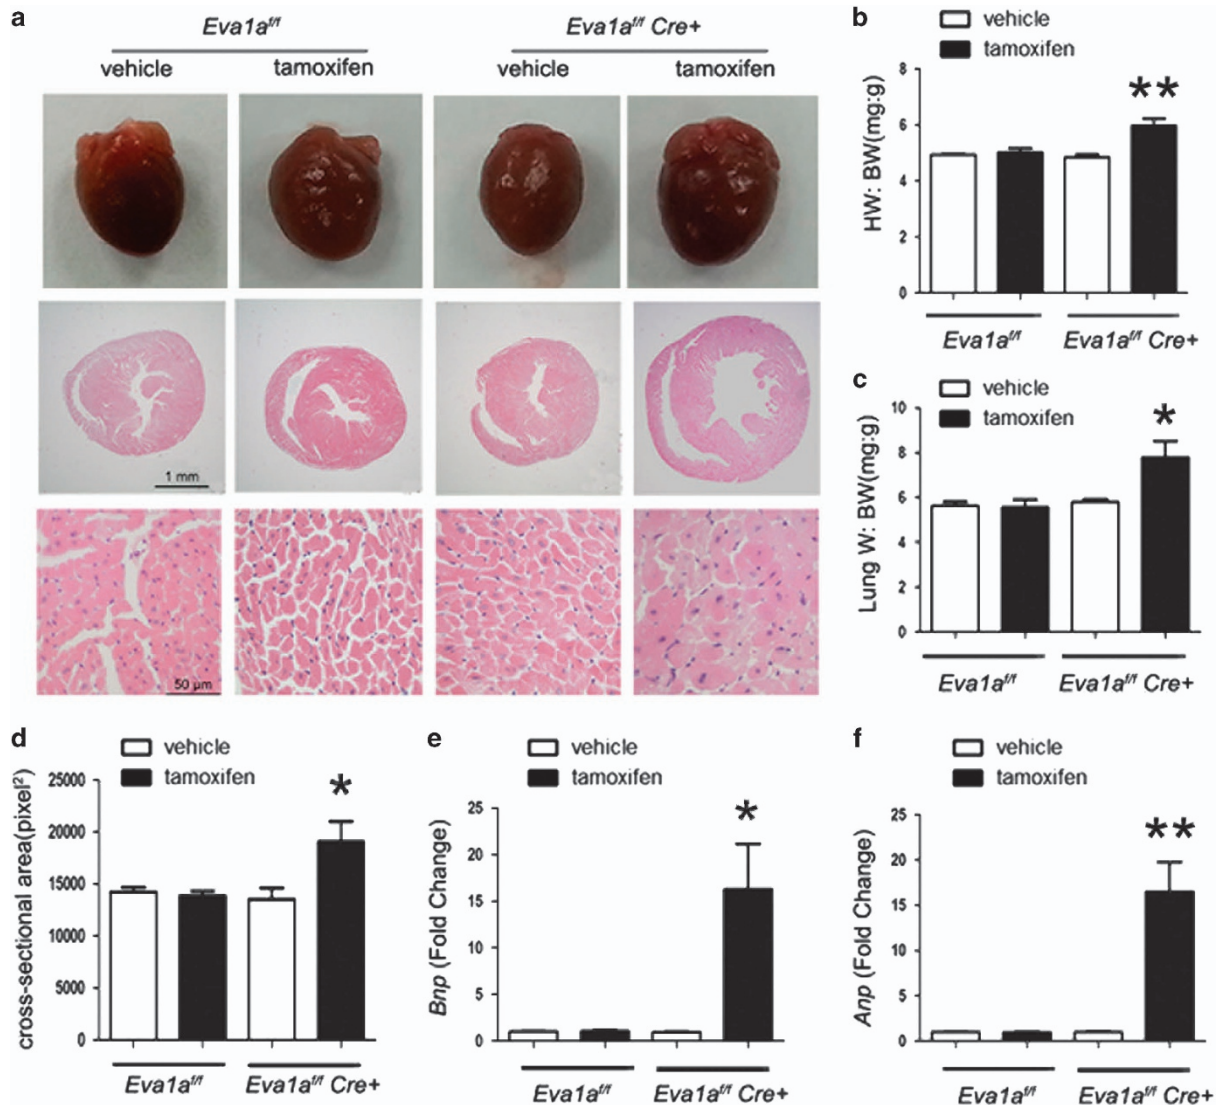 a
Eva1a^f/f Eva1a^f/f Cre+
vehicle tamoxifen vehicle tamoxifen
1 mm
50 µm
b
vehicle
tamoxifen
HW: BW(mg:g)
8
6
4
2
0
**
Eva1a^f/f Eva1a^f/f Cre+
c
vehicle
tamoxifen
Lung W: BW(mg:g)
10
8
6
4
2
0
*
Eva1a^f/f Eva1a^f/f Cre+
d
vehicle
tamoxifen
cross-sectional area(pixel²)
25000
20000
15000
10000
5000
0
*
Eva1a^f/f Eva1a^f/f Cre+
e
vehicle
tamoxifen
Bnp (Fold Change)
25
20
15
10
5
0
*
Eva1a^f/f Eva1a^f/f Cre+
f
vehicle
tamoxifen
Anp (Fold Change)
25
20
15
10
5
0
**
Eva1a^f/f Eva1a^f/f Cre+